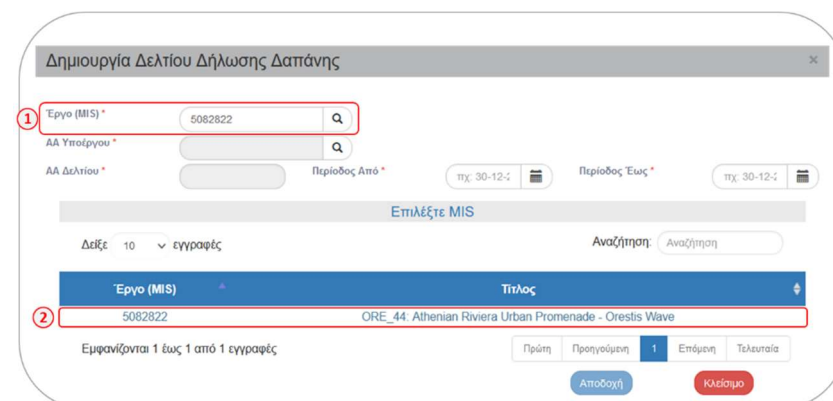 Δημιουργία Δελτίου Δήλωσης Δαπάνης ×
① Έργο (MIS) * 5082822
ΑΑ Υποέργου *
ΑΑ Δελτίου * Περίοδος Από * πχ: 30-12-2 Περίοδος Έως * πχ: 30-12-2
Επιλέξτε MIS
Δείξε 10 εγγραφές Αναζήτηση: Αναζήτηση
Έργο (MIS) Τίτλος
② 5082822 ORE_44: Athenian Riviera Urban Promenade - Orestis Wave
Εμφανίζονται 1 έως 1 από 1 εγγραφές Πρώτη Προηγούμενη 1 Επόμενη Τελευταία
Αποδοχή Κλείσιμο